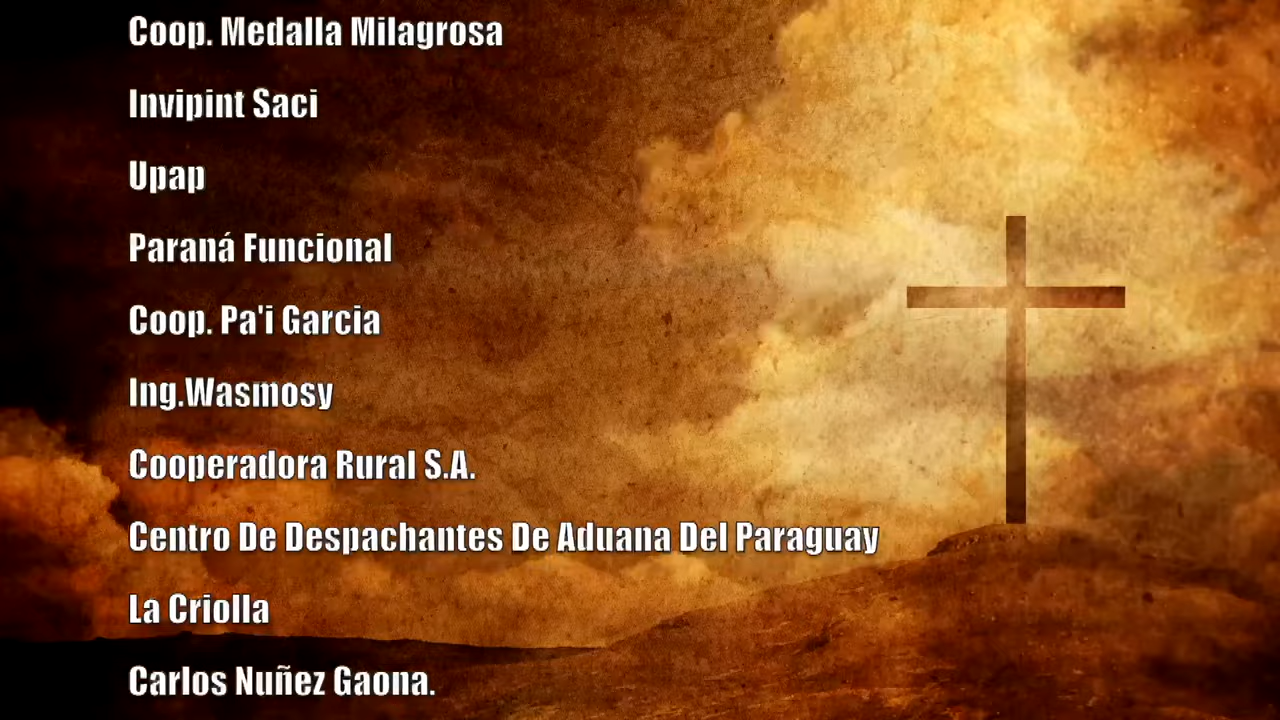 Coop. Medalla Milagrosa
Invipint Saci
Upap
Paraná Funcional
Coop. Pa'i Garcia
Ing.Wasmosy
Cooperadora Rural S.A.
Centro De Despachantes De Aduana Del Paraguay
La Criolla
Carlos Nuñez Gaona.